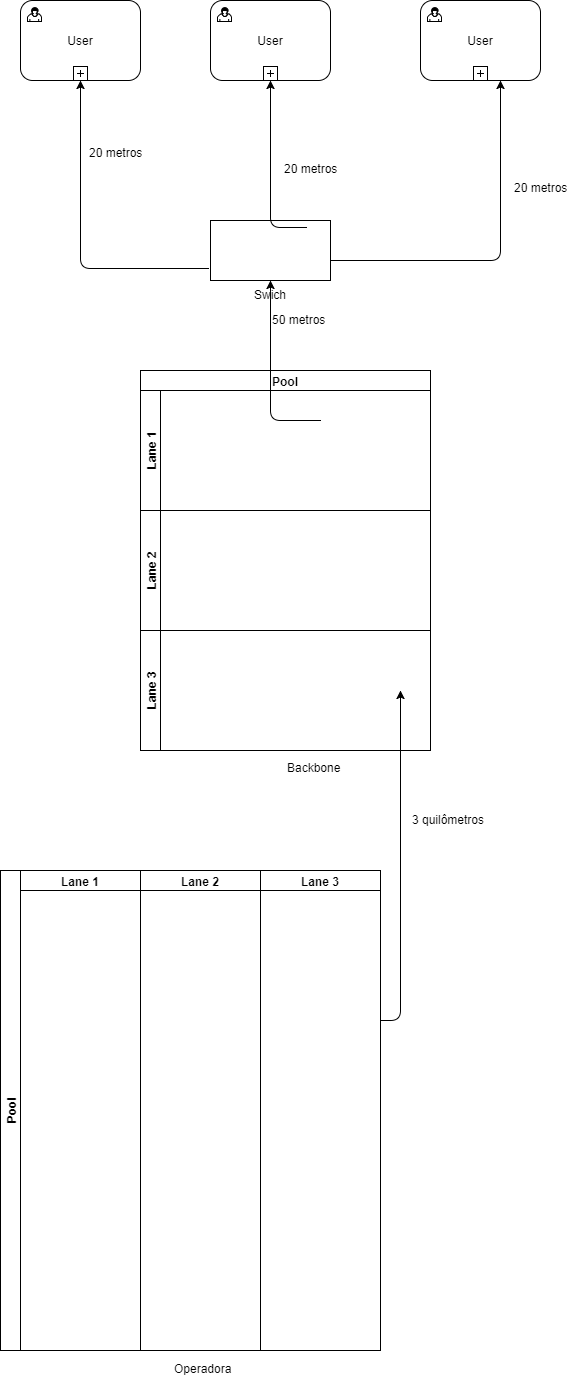 User
User
User
20 metros
20 metros
20 metros
Swich
50 metros
Pool
Lane 1
Lane 2
Lane 3
Backbone
3 quilômetros
Pool
Lane 1
Lane 2
Lane 3
Operadora